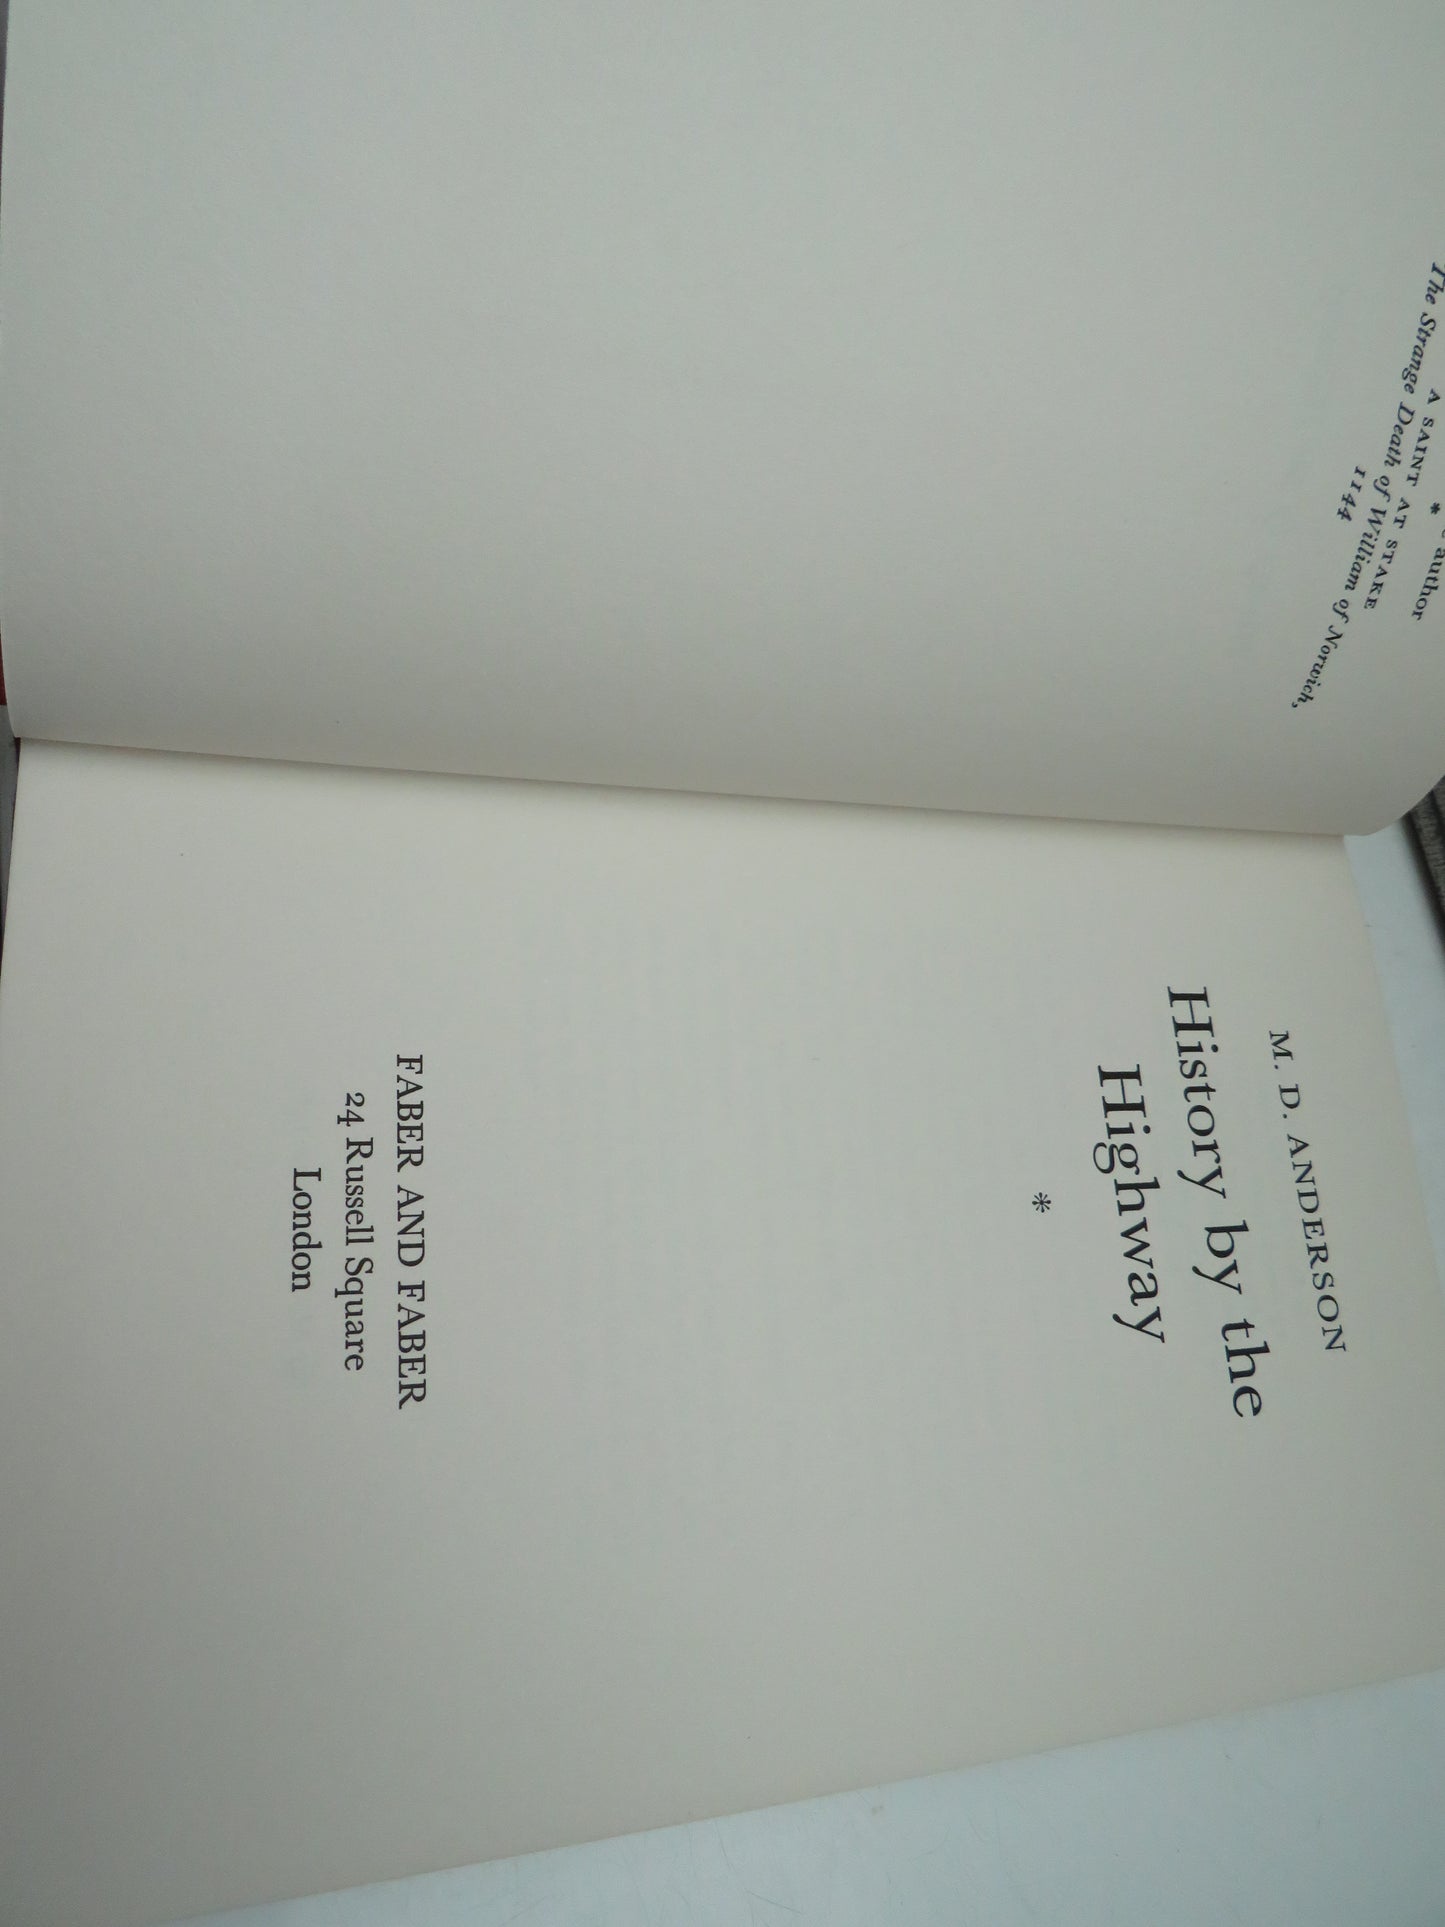 author
*
A SAINT AT STAKE
The Strange Death of William of Norwich,
1144
M. D. ANDERSON
History by the
Highway
*
FABER AND FABER
24 Russell Square
London